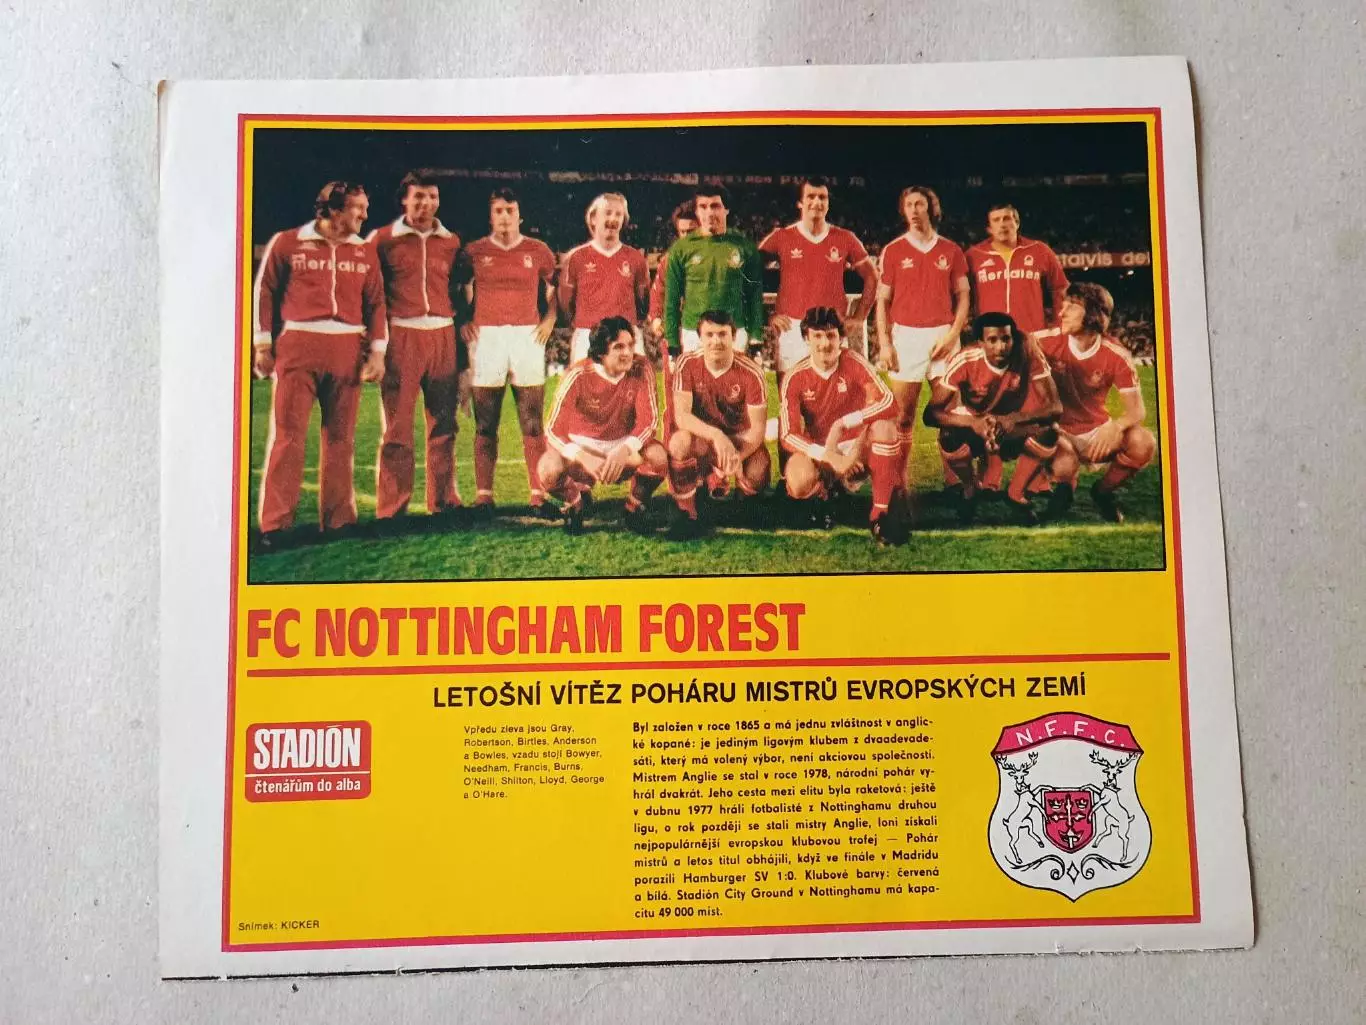 meridian
meridian
talvis del
FC NOTTINGHAM FOREST
LETOŠNÍ VÍTĚZ POHÁRU MISTRŮ EVROPSKÝCH ZEMÍ
STADIÓN
čtenářům do alba
Vpředu zleva jsou Gray,
Robertson, Birtles, Anderson
a Bowles, vzadu stojí Bowyer,
Needham, Francis, Burns,
O'Neill, Shilton, Lloyd, George
a O'Hare.
Byl založen v roce 1865 a má jednu zvláštnost v anglic-
ké kopané: je jediným ligovým klubem z dvaadevade-
sáti, který má volený výbor, není akciovou společností.
Mistrem Anglie se stal v roce 1978, národní pohár vy-
hrál dvakrát. Jeho cesta mezi elitu byla raketová: ještě
v dubnu 1977 hráli fotbalisté z Nottinghamu druhou
ligu, o rok později se stali mistry Anglie, loni získali
nejpopulárnější evropskou klubovou trofej — Pohár
mistrů a letos titul obhájili, když ve finále v Madridu
porazili Hamburger SV 1:0. Klubové barvy: červená
a bílá. Stadión City Ground v Nottinghamu má kapa-
citu 49 000 míst.
N.F.F.C.
Snímek: KICKER